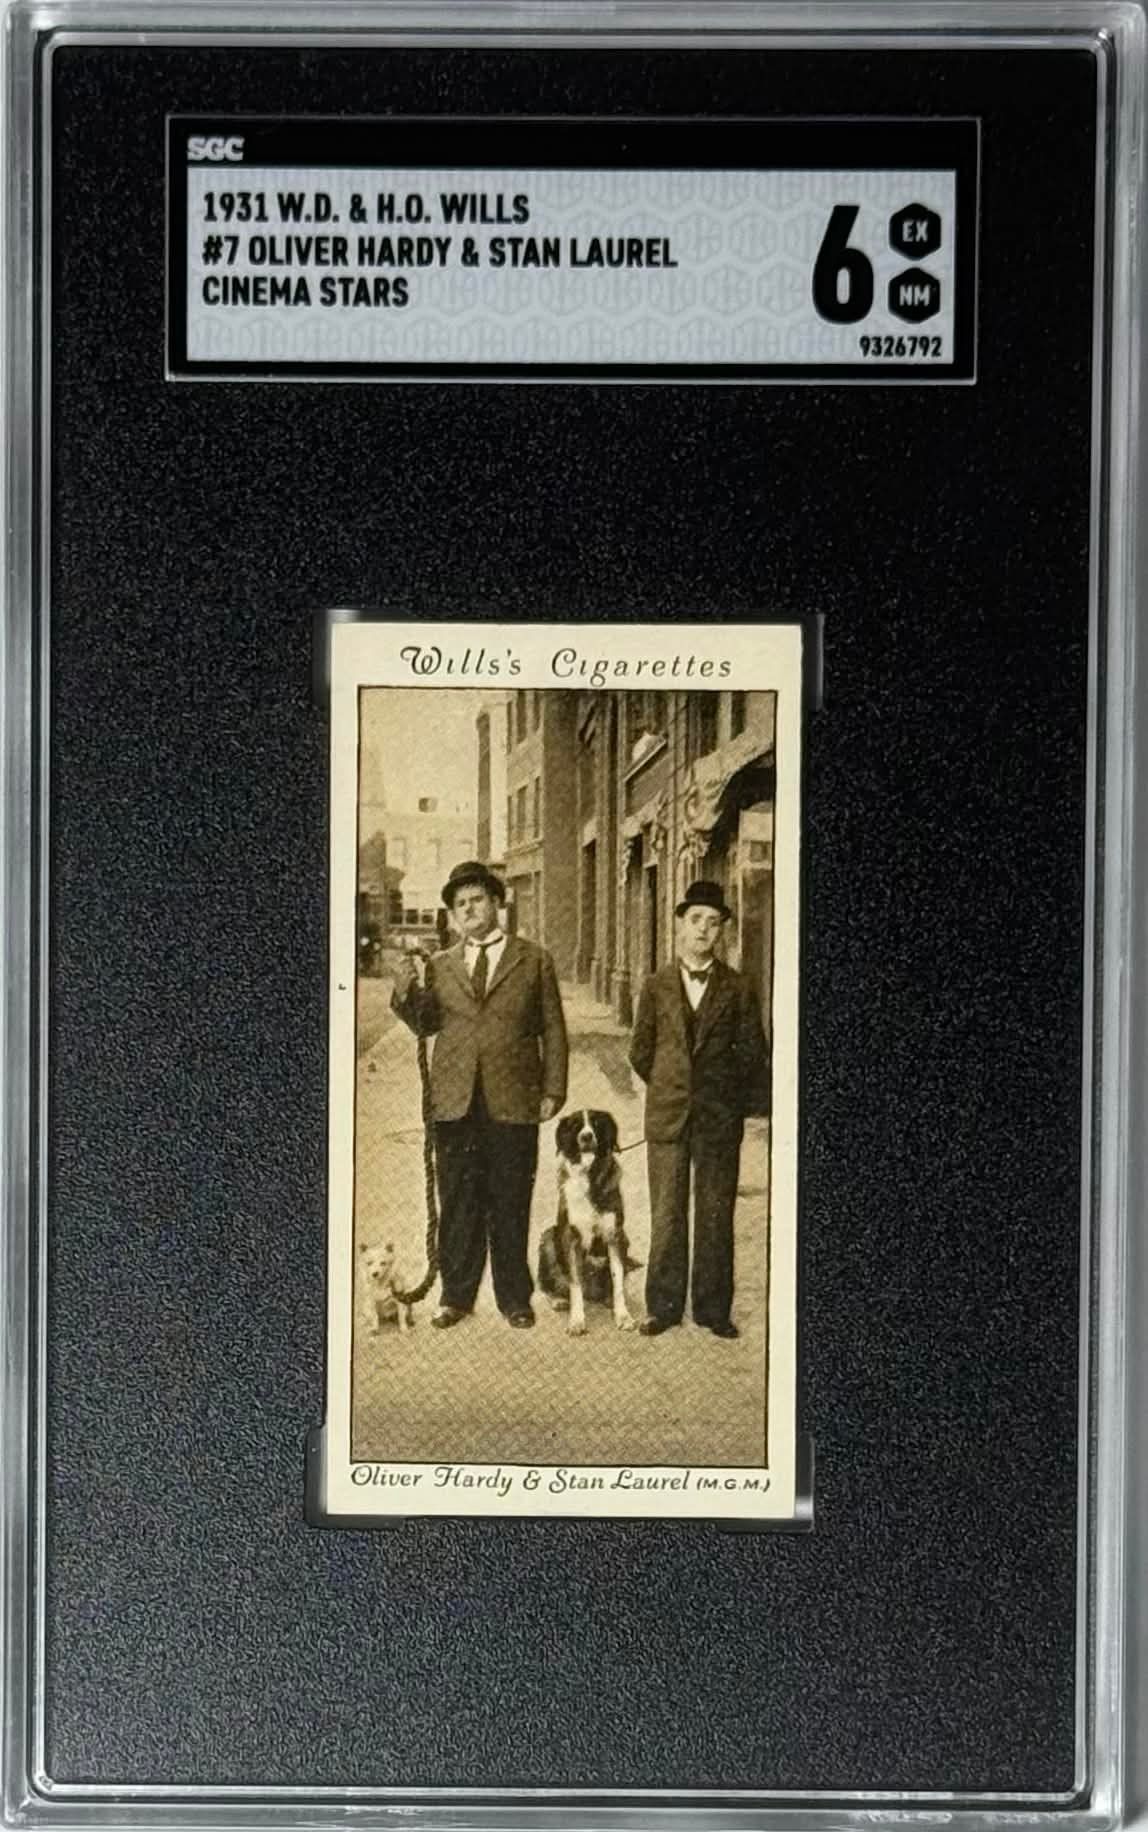 SGC
1931 W.D. & H.O. WILLS
#7 OLIVER HARDY & STAN LAUREL
CINEMA STARS
6 EX
NM
9326792
Wills's Cigarettes
Oliver Hardy & Stan Laurel (M.G.M.)